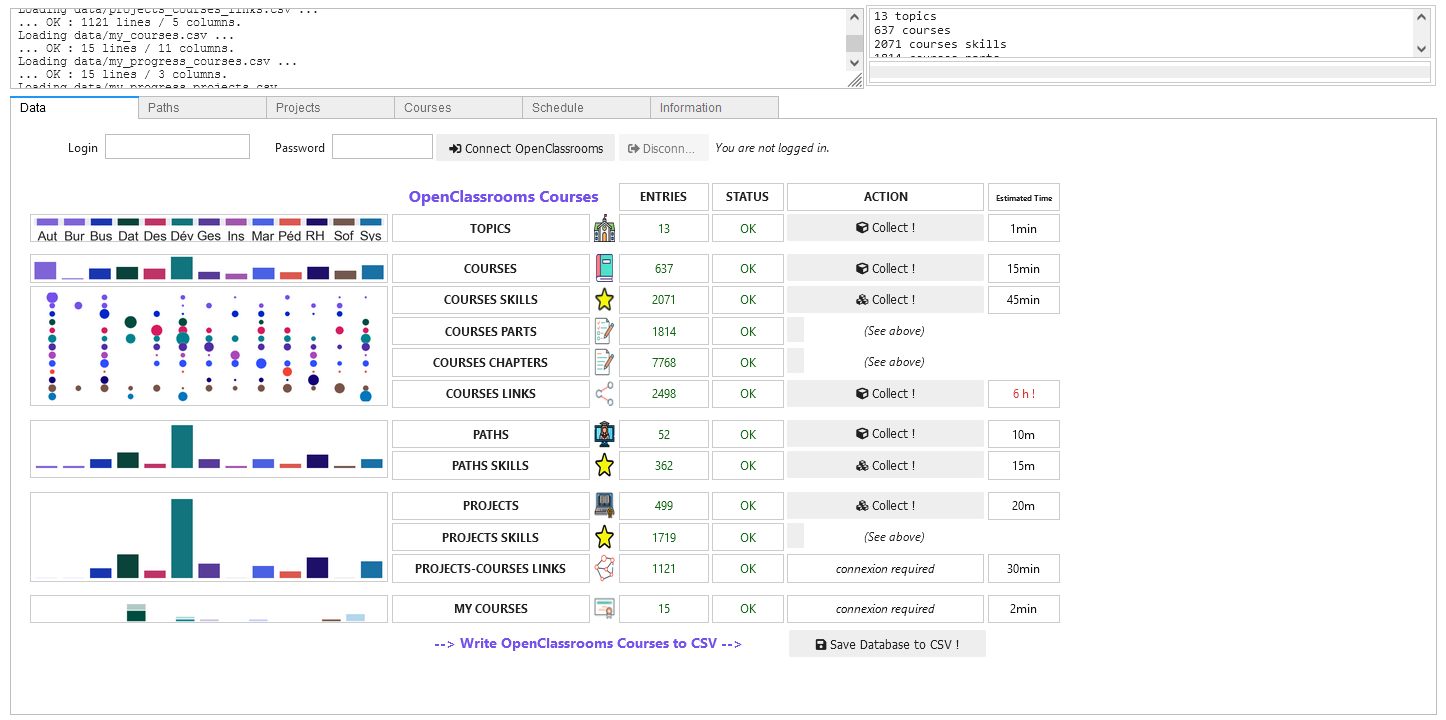 Loading data/projects_courses_links.csv ...
... OK : 1121 lines / 5 columns.
Loading data/my_courses.csv ...
... OK : 15 lines / 11 columns.
Loading data/my_progress_courses.csv ...
... OK : 15 lines / 3 columns.
Loading data/my_progress_projects.csv
13 topics
637 courses
2071 courses skills
1814 courses parts
Data Paths Projects Courses Schedule Information
Login Password Connect OpenClassrooms Disconn... You are not logged in.
OpenClassrooms Courses ENTRIES STATUS ACTION Estimated Time
Aut Bur Bus Dat Des Dév Ges Ins Mar Péd RH Sof Sys
TOPICS 13 OK Collect ! 1min
COURSES 637 OK Collect ! 15min
COURSES SKILLS 2071 OK Collect ! 45min
COURSES PARTS 1814 OK (See above)
COURSES CHAPTERS 7768 OK (See above)
COURSES LINKS 2498 OK Collect ! 6 h !
PATHS 52 OK Collect ! 10m
PATHS SKILLS 362 OK Collect ! 15m
PROJECTS 499 OK Collect ! 20m
PROJECTS SKILLS 1719 OK (See above)
PROJECTS-COURSES LINKS 1121 OK connexion required 30min
MY COURSES 15 OK connexion required 2min
--> Write OpenClassrooms Courses to CSV --> Save Database to CSV !